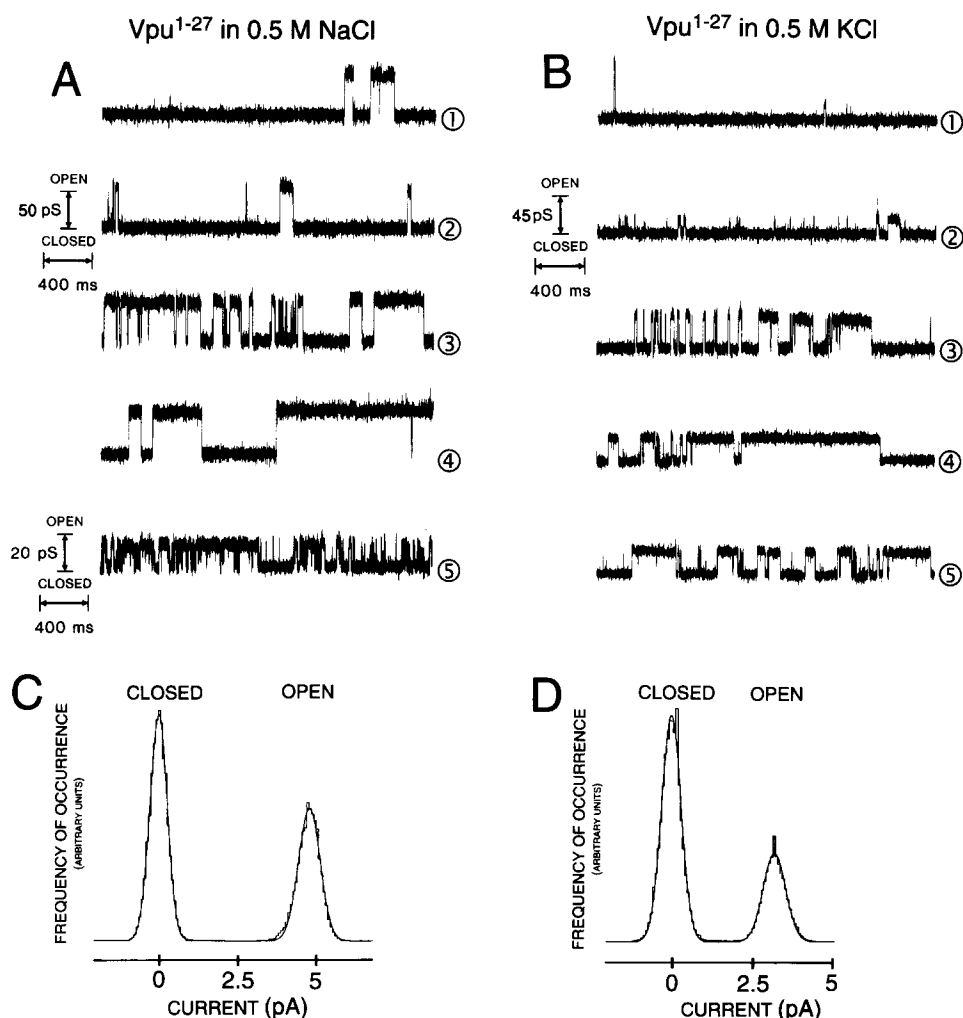 Vpu1-27 in 0.5 M NaCl
Vpu1-27 in 0.5 M KCl
A
①
OPEN
50 pS
CLOSED
400 ms
②
③
④
OPEN
20 pS
CLOSED
400 ms
⑤
B
①
OPEN
45 pS
CLOSED
400 ms
②
③
④
⑤
C
CLOSED
OPEN
FREQUENCY OF OCCURRENCE
(ARBITRARY UNITS)
0 2.5 5
CURRENT (pA)
D
CLOSED
OPEN
FREQUENCY OF OCCURRENCE
(ARBITRARY UNITS)
0 2.5 5
CURRENT (pA)